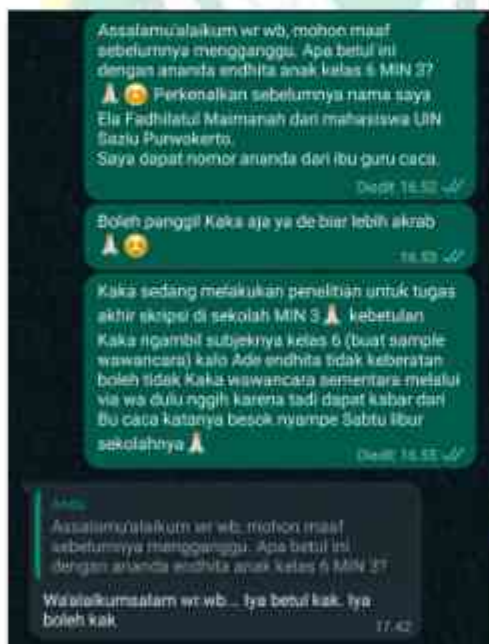 Assalamu'alaikum wr wb, mohon maaf
sebelumnya mengganggu. Apa betul ini
dengan ananda endhita anak kelas 6 MIN 3?
🙏🏻☺️ Perkenalkan sebelumnya nama saya
Ela Fadhilatul Maimanah dari mahasiswa UIN
Saziu Purwokerto.
Saya dapat nomor ananda dari ibu guru caca.
Diedit 16.52
Boleh panggil Kaka aja ya de biar lebih akrab
🙏🏻☺️
16.53
Kaka sedang melakukan penelitian untuk tugas
akhir skripsi di sekolah MIN 3🙏🏻 kebetulan
Kaka ngambil subjeknya kelas 6 (buat sample
wawancara) kalo Ade endhita tidak keberatan
boleh tidak Kaka wawancara sementara melalui
via wa dulu nggih karena tadi dapat kabar dari
Bu caca katanya besok nyampe Sabtu libur
sekolahnya🙏🏻
Diedit 16.55
Anda
Assalamu'alaikum wr wb, mohon maaf
sebelumnya mengganggu. Apa betul ini
dengan ananda endhita anak kelas 6 MIN 3?
Wa'alaikumsalam wr wb... Iya betul kak. Iya
boleh kak
17.42